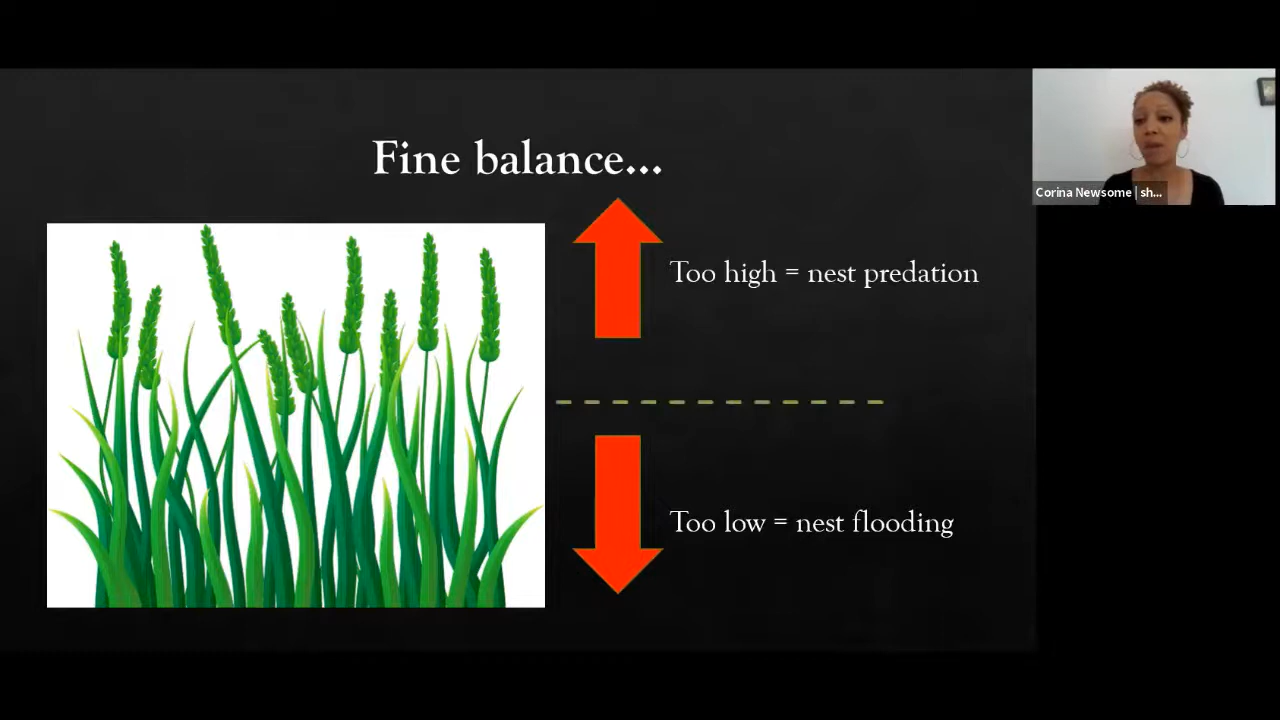 Fine balance...
Corina Newsome | sh...
Too high = nest predation
Too low = nest flooding